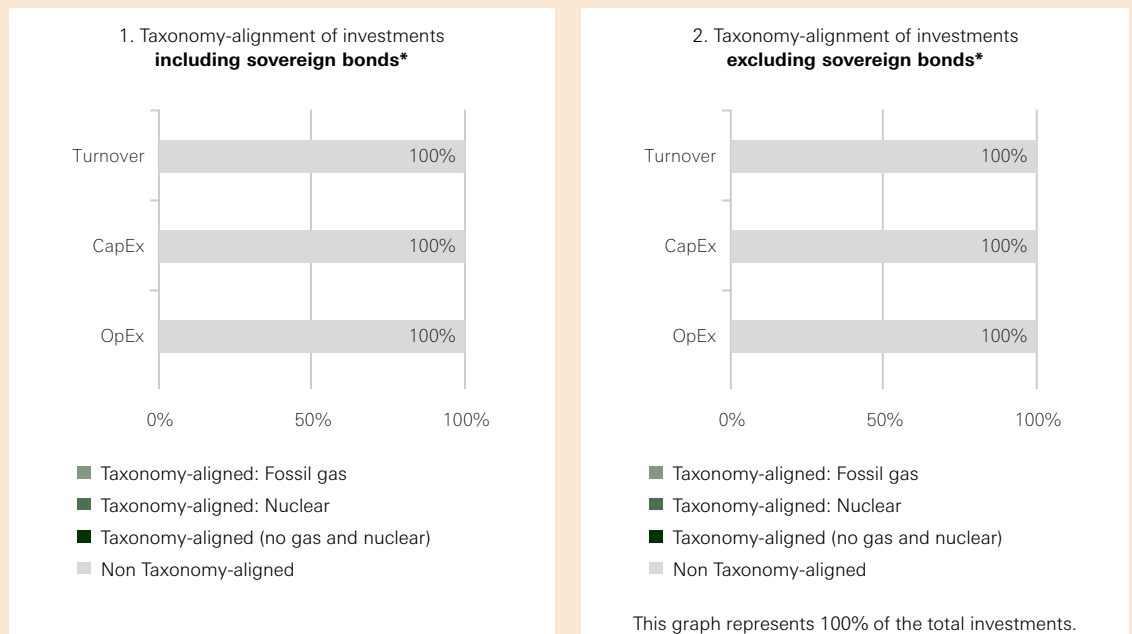 1. Taxonomy-alignment of investments
including sovereign bonds*
Turnover
100%
CapEx
100%
OpEx
100%
0%
50%
100%
Taxonomy-aligned: Fossil gas
Taxonomy-aligned: Nuclear
Taxonomy-aligned (no gas and nuclear)
Non Taxonomy-aligned
2. Taxonomy-alignment of investments
excluding sovereign bonds*
Turnover
100%
CapEx
100%
OpEx
100%
0%
50%
100%
Taxonomy-aligned: Fossil gas
Taxonomy-aligned: Nuclear
Taxonomy-aligned (no gas and nuclear)
Non Taxonomy-aligned
This graph represents 100% of the total investments.